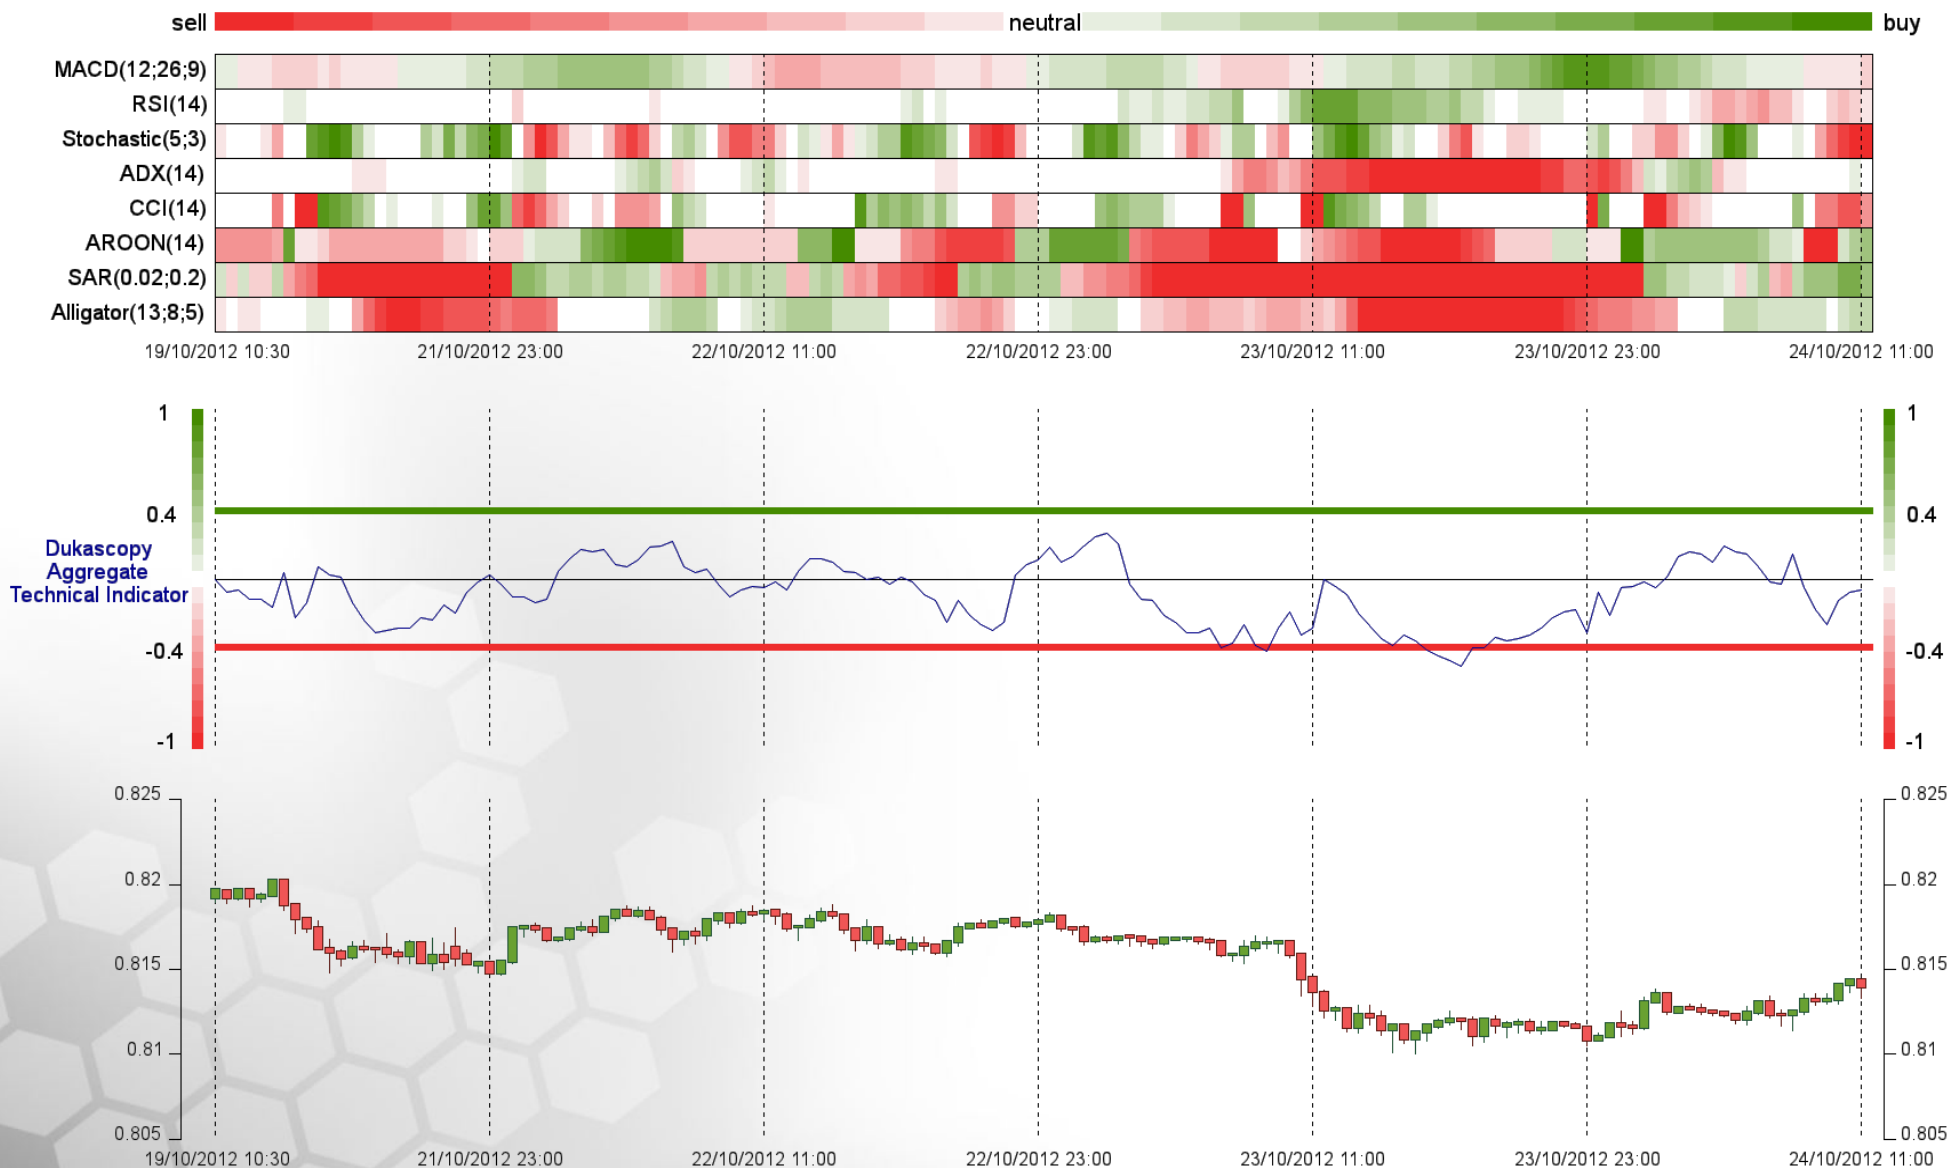 sell neutral buy
MACD(12;26;9)
RSI(14)
Stochastic(5;3)
ADX(14)
CCI(14)
AROON(14)
SAR(0.02;0.2)
Alligator(13;8;5)
19/10/2012 10:30 21/10/2012 23:00 22/10/2012 11:00 22/10/2012 23:00 23/10/2012 11:00 23/10/2012 23:00 24/10/2012 11:00
1 1
0.4 0.4
Dukascopy
Aggregate
Technical Indicator
-0.4 -0.4
-1 -1
0.825 0.825
0.82 0.82
0.815 0.815
0.81 0.81
0.805 0.805
19/10/2012 10:30 21/10/2012 23:00 22/10/2012 11:00 22/10/2012 23:00 23/10/2012 11:00 23/10/2012 23:00 24/10/2012 11:00